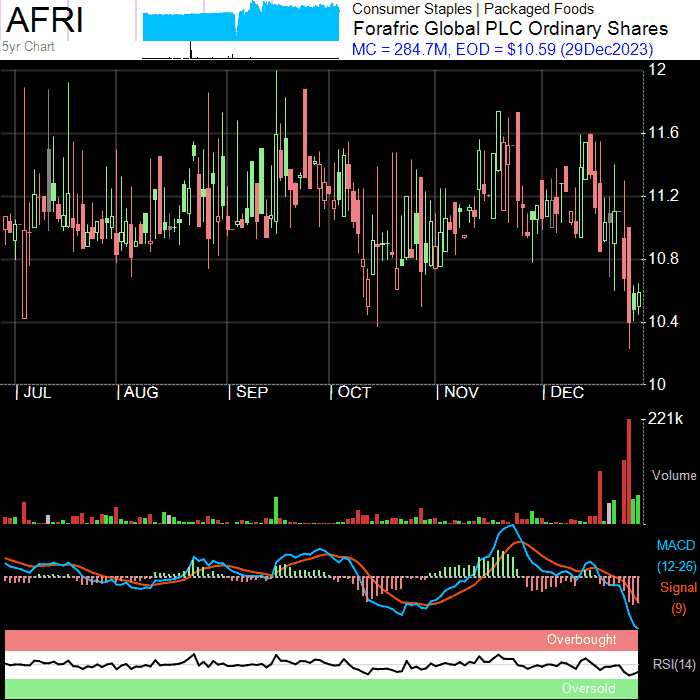 AFRI
5yr Chart
Consumer Staples | Packaged Foods
Forafric Global PLC Ordinary Shares
MC = 284.7M, EOD = $10.59 (29Dec2023)
12
11.6
11.2
10.8
10.4
10
JUL AUG SEP OCT NOV DEC
221k
Volume
MACD
(12-26)
Signal
(9)
Overbought
RSI(14)
Oversold